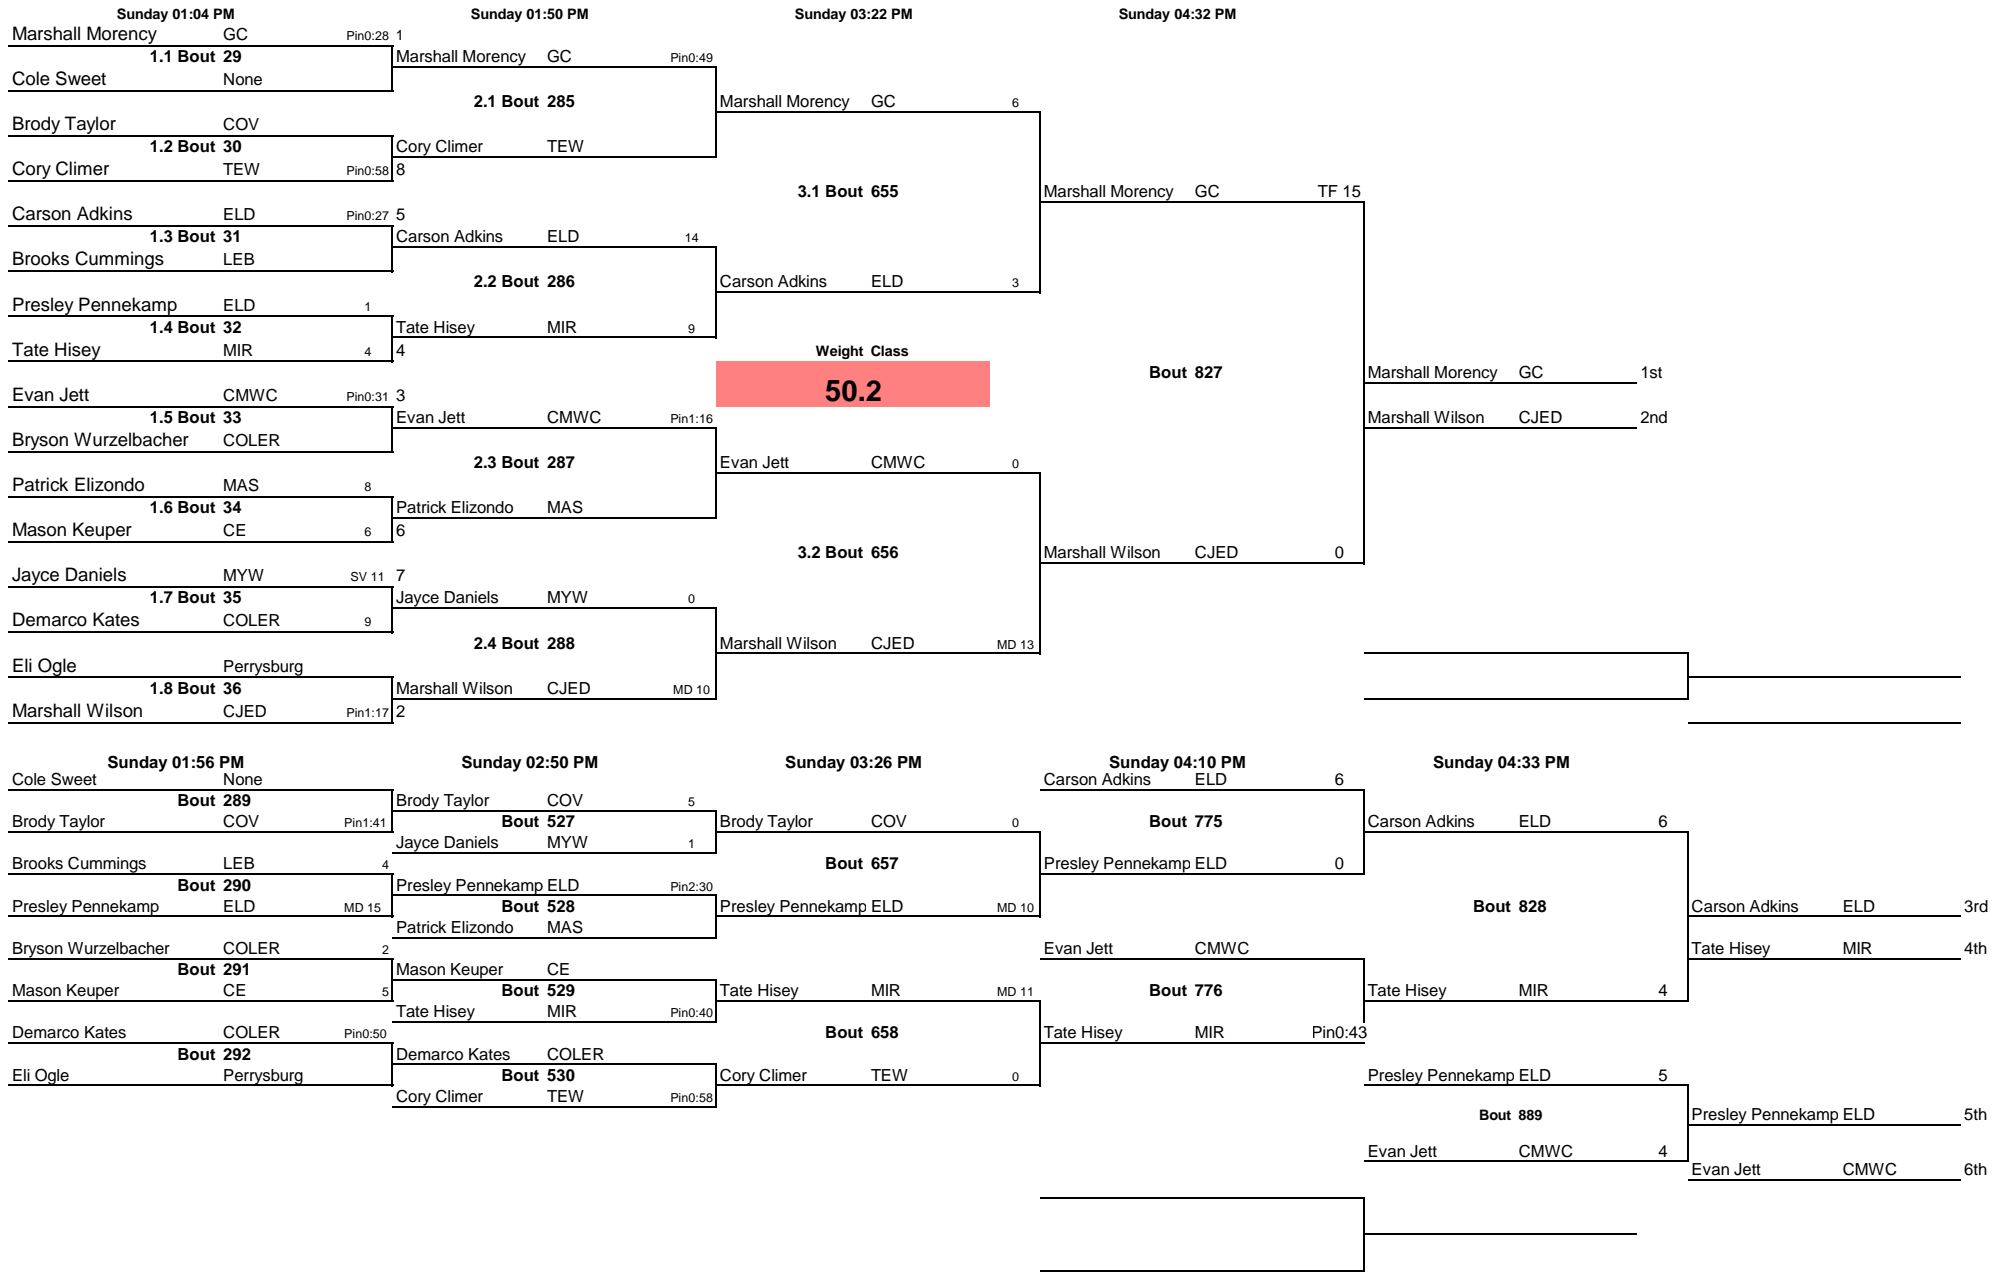 Sunday 01:04 PM Sunday 01:50 PM Sunday 03:22 PM Sunday 04:32 PM
Marshall Morency GC Pin0:28 1
1.1 Bout 29 Marshall Morency GC Pin0:49
Cole Sweet None
2.1 Bout 285 Marshall Morency GC 6
Brody Taylor COV
1.2 Bout 30 Cory Climer TEW
Cory Climer TEW Pin0:58 8
3.1 Bout 655 Marshall Morency GC TF 15
Carson Adkins ELD Pin0:27 5
1.3 Bout 31 Carson Adkins ELD 14
Brooks Cummings LEB
2.2 Bout 286 Carson Adkins ELD 3
Presley Pennekamp ELD 1
1.4 Bout 32 Tate Hisey MIR 9
Tate Hisey MIR 4 4 Weight Class
Bout 827 Marshall Morency GC 1st
Evan Jett CMWC Pin0:31 3 50.2
1.5 Bout 33 Evan Jett CMWC Pin1:16 Marshall Wilson CJED 2nd
Bryson Wurzelbacher COLER
2.3 Bout 287 Evan Jett CMWC 0
Patrick Elizondo MAS 8
1.6 Bout 34 Patrick Elizondo MAS
Mason Keuper CE 6 6
3.2 Bout 656 Marshall Wilson CJED 0
Jayce Daniels MYW SV 11 7
1.7 Bout 35 Jayce Daniels MYW 0
Demarco Kates COLER 9
2.4 Bout 288 Marshall Wilson CJED MD 13
Eli Ogle Perrysburg
1.8 Bout 36 Marshall Wilson CJED MD 10
Marshall Wilson CJED Pin1:17 2
Sunday 01:56 PM Sunday 02:50 PM Sunday 03:26 PM Sunday 04:10 PM Sunday 04:33 PM
Cole Sweet None Carson Adkins ELD 6
Bout 289 Brody Taylor COV 5
Brody Taylor COV Pin1:41 Bout 527 Brody Taylor COV 0 Bout 775 Carson Adkins ELD 6
Jayce Daniels MYW 1
Brooks Cummings LEB 4 Bout 657 Presley Pennekamp ELD 0
Bout 290 Presley Pennekamp ELD Pin2:30
Presley Pennekamp ELD MD 15 Bout 528 Presley Pennekamp ELD MD 10 Bout 828 Carson Adkins ELD 3rd
Patrick Elizondo MAS
Bryson Wurzelbacher COLER 2 Evan Jett CMWC Tate Hisey MIR 4th
Bout 291 Mason Keuper CE
Mason Keuper CE 5 Bout 529 Tate Hisey MIR MD 11 Bout 776 Tate Hisey MIR 4
Tate Hisey MIR Pin0:40
Demarco Kates COLER Pin0:50 Bout 658 Tate Hisey MIR Pin0:43
Bout 292 Demarco Kates COLER
Eli Ogle Perrysburg Bout 530 Cory Climer TEW 0 Presley Pennekamp ELD 5
Cory Climer TEW Pin0:58
Bout 889 Presley Pennekamp ELD 5th
Evan Jett CMWC 4
Evan Jett CMWC 6th